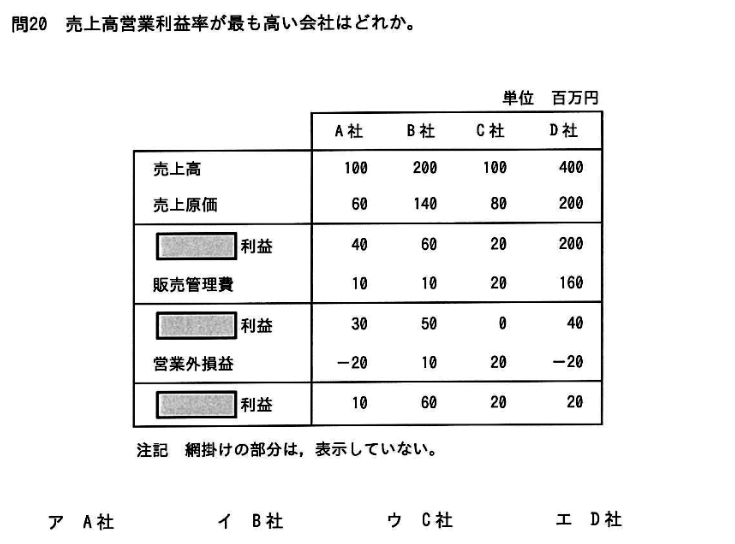 問20 売上高営業利益率が最も高い会社はどれか。
単位 百万円
A社 B社 C社 D社
売上高 100 200 100 400
売上原価 60 140 80 200
利益 40 60 20 200
販売管理費 10 10 20 160
利益 30 50 0 40
営業外損益 －20 10 20 －20
利益 10 60 20 20
注記 網掛けの部分は，表示していない。
ア A社 イ B社 ウ C社 エ D社